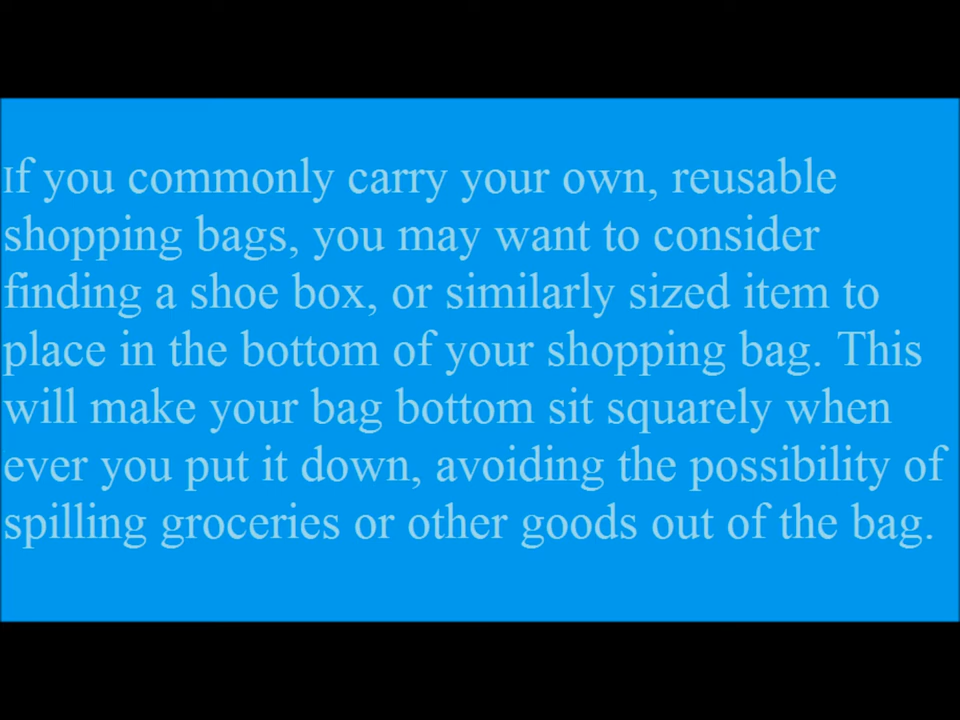 If you commonly carry your own, reusable
shopping bags, you may want to consider
finding a shoe box, or similarly sized item to
place in the bottom of your shopping bag. This
will make your bag bottom sit squarely when
ever you put it down, avoiding the possibility of
spilling groceries or other goods out of the bag.